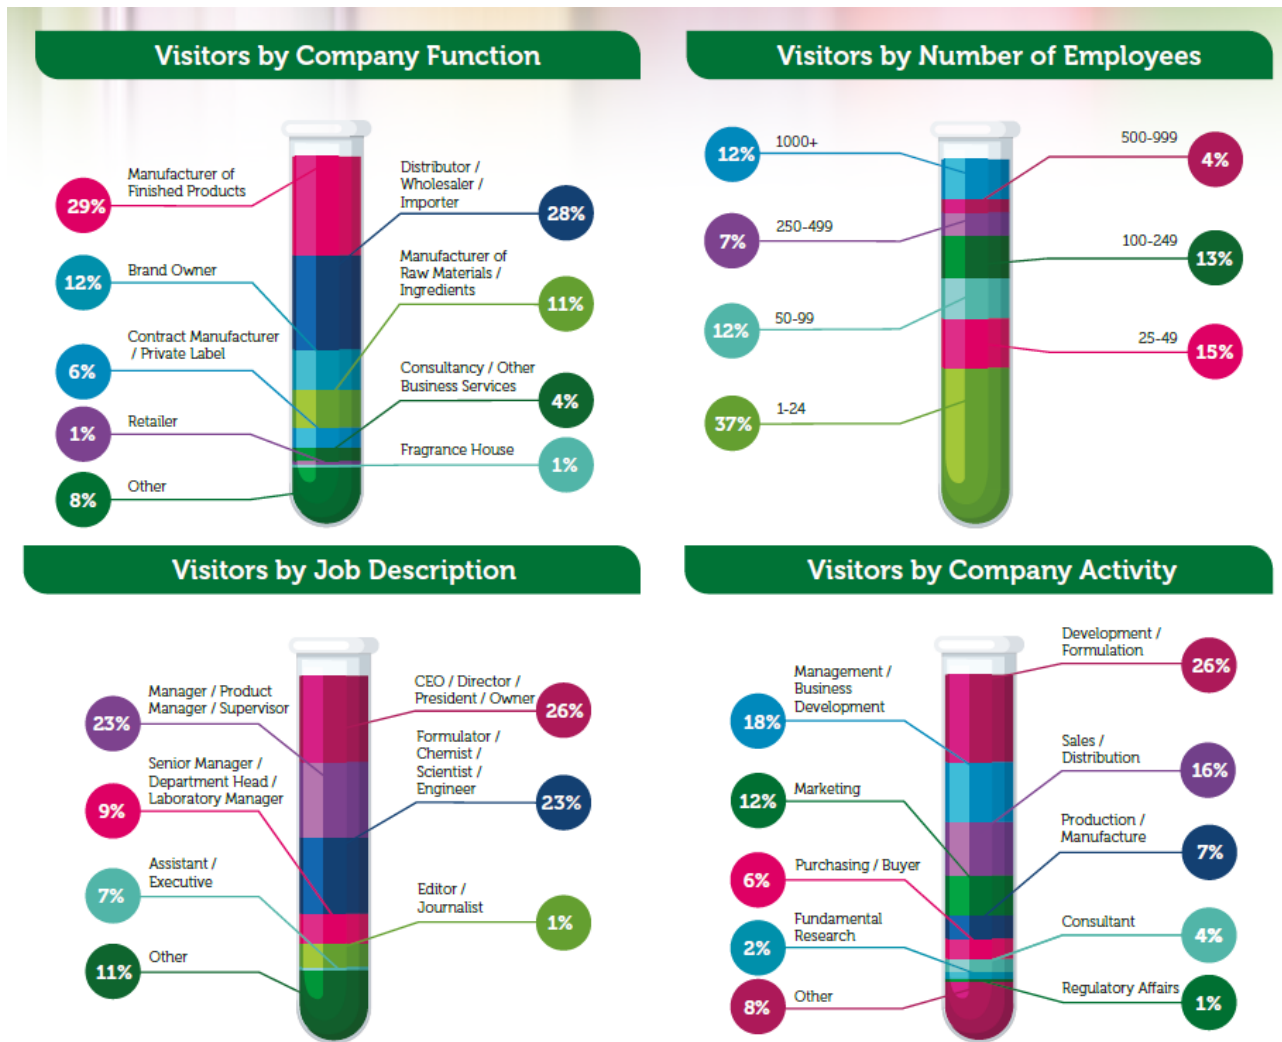 Visitors by Company Function
Manufacturer of
Finished Products
29%
Distributor /
Wholesaler /
Importer
28%
Brand Owner
12%
Manufacturer of
Raw Materials /
Ingredients
11%
Contract Manufacturer
/ Private Label
6%
Consultancy / Other
Business Services
4%
Retailer
1%
Fragrance House
1%
Other
8%
Visitors by Number of Employees
1000+
12%
500-999
4%
250-499
7%
100-249
13%
50-99
12%
25-49
15%
1-24
37%
Visitors by Job Description
Manager / Product
Manager / Supervisor
23%
CEO / Director /
President / Owner
26%
Senior Manager /
Department Head /
Laboratory Manager
9%
Formulator /
Chemist /
Scientist /
Engineer
23%
Assistant /
Executive
7%
Editor /
Journalist
1%
Other
11%
Visitors by Company Activity
Development /
Formulation
26%
Management /
Business
Development
18%
Sales /
Distribution
16%
Marketing
12%
Production /
Manufacture
7%
Purchasing / Buyer
6%
Consultant
4%
Fundamental
Research
2%
Regulatory Affairs
1%
Other
8%